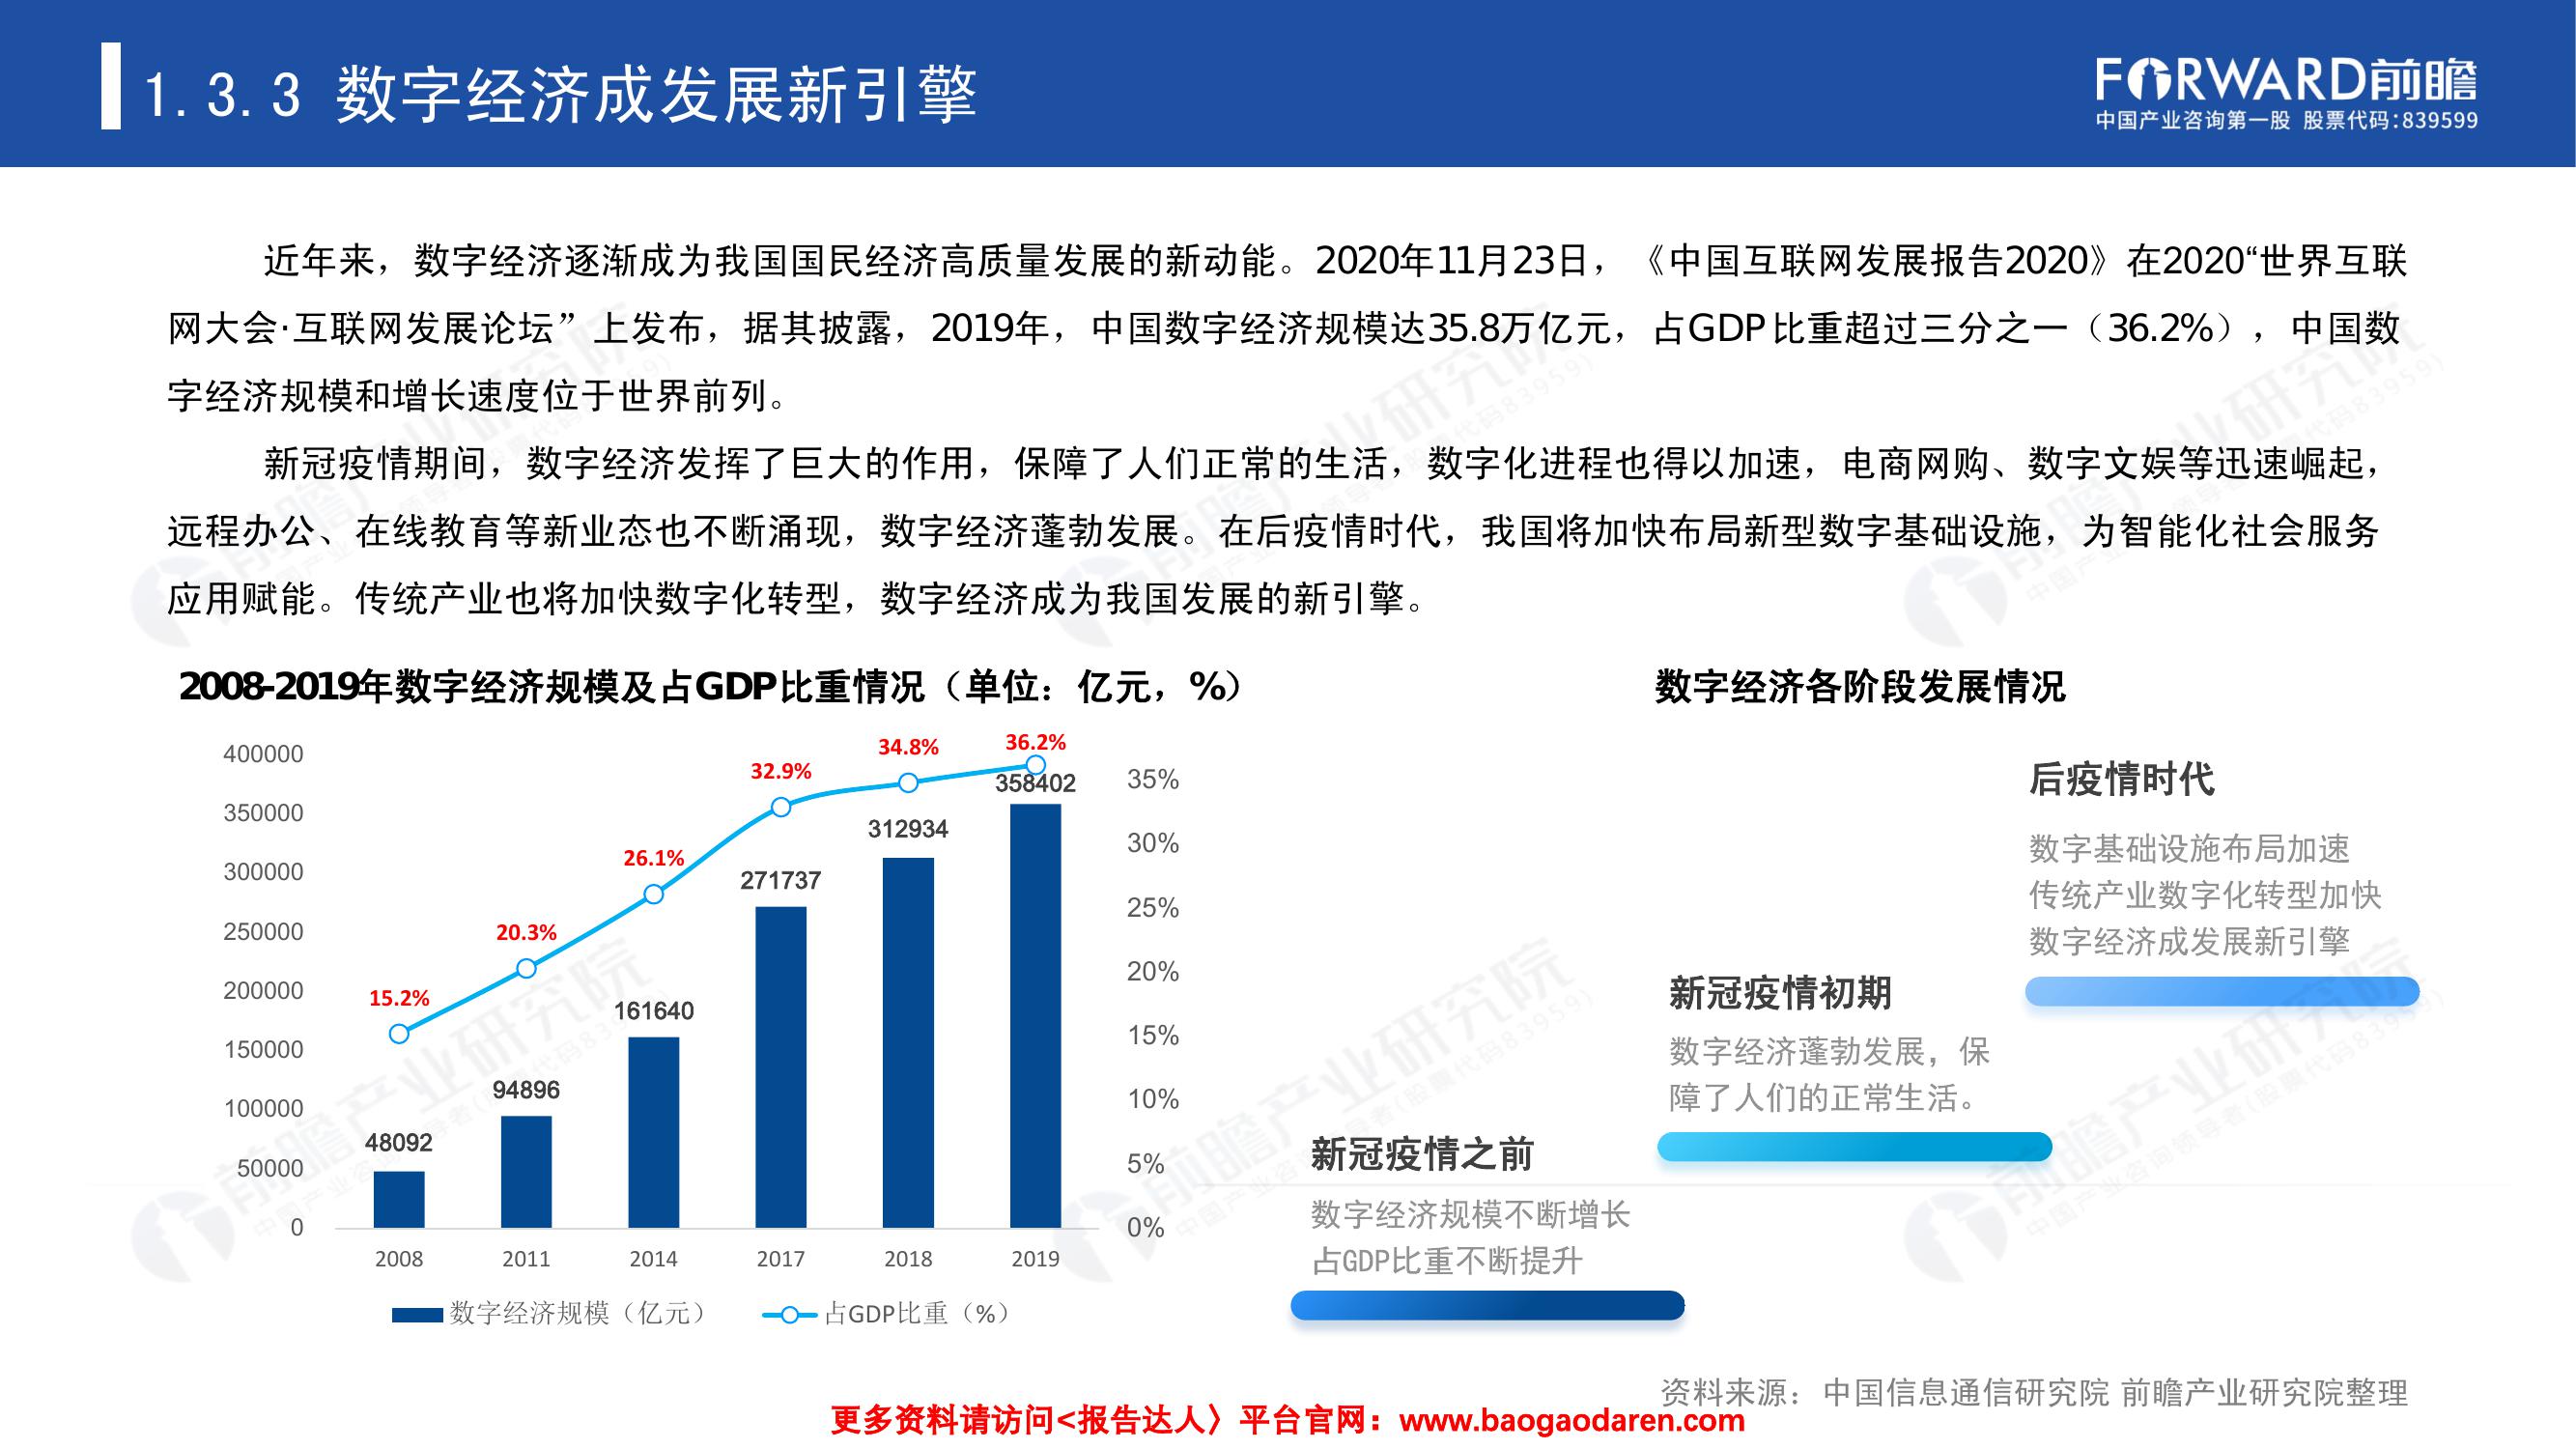 1.3.3 数字经济成发展新引擎
FORWARD前瞻
中国产业咨询第一股 股票代码:839599
近年来，数字经济逐渐成为我国国民经济高质量发展的新动能。2020年11月23日，《中国互联网发展报告2020》在2020“世界互联
网大会·互联网发展论坛”上发布，据其披露，2019年，中国数字经济规模达35.8万亿元，占GDP比重超过三分之一（36.2%），中国数
字经济规模和增长速度位于世界前列。
新冠疫情期间，数字经济发挥了巨大的作用，保障了人们正常的生活，数字化进程也得以加速，电商网购、数字文娱等迅速崛起，
远程办公、在线教育等新业态也不断涌现，数字经济蓬勃发展。在后疫情时代，我国将加快布局新型数字基础设施，为智能化社会服务
应用赋能。传统产业也将加快数字化转型，数字经济成为我国发展的新引擎。
2008-2019年数字经济规模及占GDP比重情况（单位：亿元，%）
400000
350000
300000
250000
200000
150000
100000
50000
0
15.2%
20.3%
26.1%
32.9%
34.8%
36.2%
48092
94896
161640
271737
312934
358402
35%
30%
25%
20%
15%
10%
5%
0%
2008
2011
2014
2017
2018
2019
数字经济规模（亿元）
占GDP比重（%）
数字经济各阶段发展情况
后疫情时代
数字基础设施布局加速
传统产业数字化转型加快
数字经济成发展新引擎
新冠疫情初期
数字经济蓬勃发展，保
障了人们的正常生活。
新冠疫情之前
数字经济规模不断增长
占GDP比重不断提升
资料来源：中国信息通信研究院 前瞻产业研究院整理
更多资料请访问<报告达人〉平台官网：www.baogaodaren.com